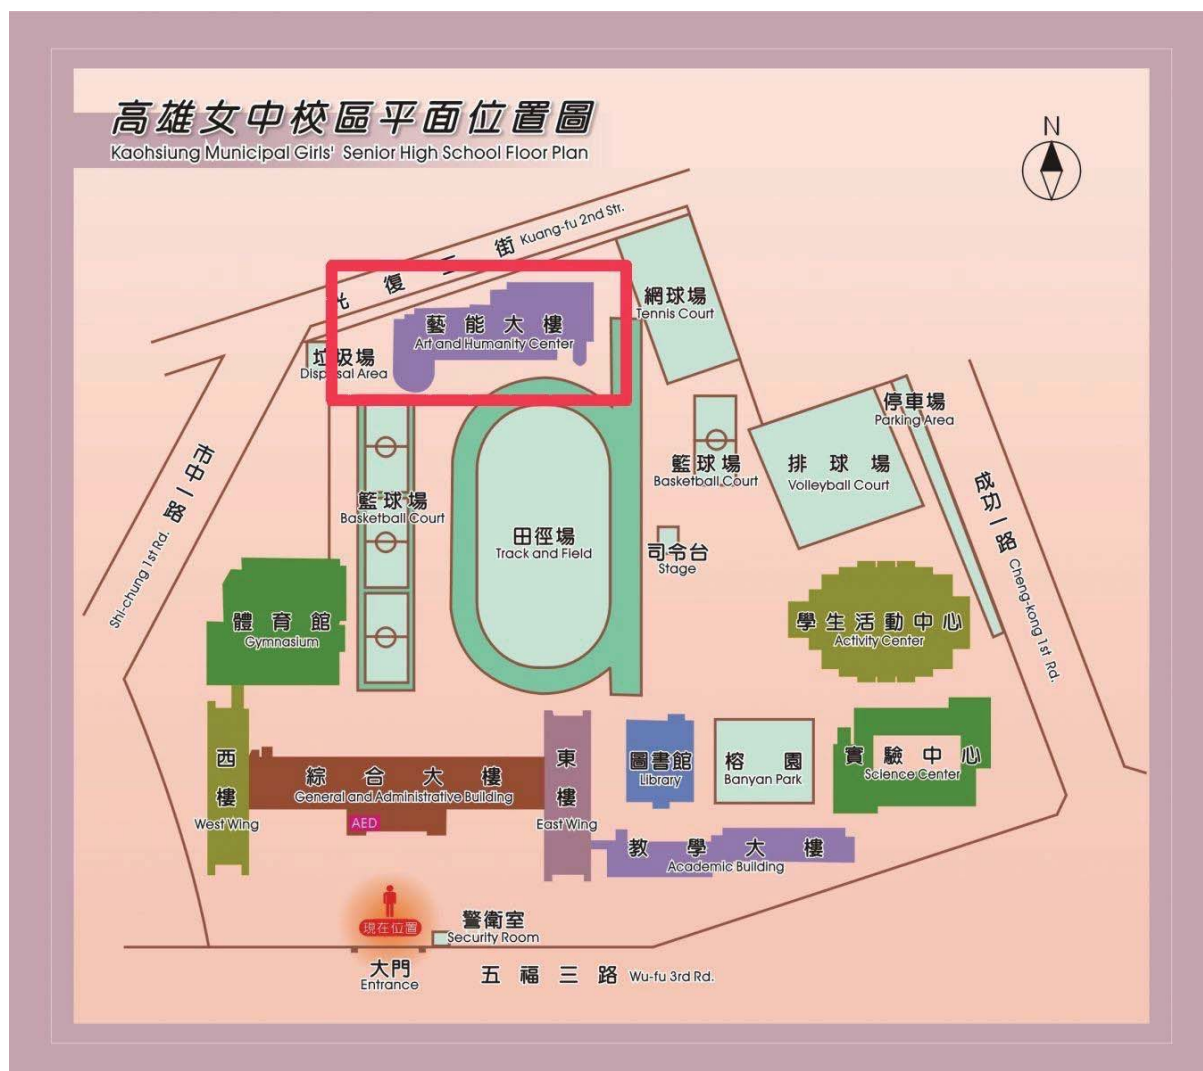 高雄女中校區平面位置圖
Kaohsiung Municipal Girls' Senior High School Floor Plan
N
光復二街 Kuang-fu 2nd Str.
網球場
Tennis Court
藝能大樓
Art and Humanity Center
垃圾場
Disposal Area
停車場
Parking Area
市中一路 Shi-chung 1st Rd.
籃球場
Basketball Court
排球場
Volleyball Court
成功一路 Cheng-kong 1st Rd.
籃球場
Basketball Court
田徑場
Track and Field
司令台
Stage
體育館
Gymnasium
學生活動中心
Activity Center
西樓
West Wing
綜合大樓
General and Administrative Building
AED
東樓
East Wing
圖書館
Library
榕園
Banyan Park
實驗中心
Science Center
教學大樓
Academic Building
現在位置
警衛室
Security Room
大門
Entrance
五福三路 Wu-fu 3rd Rd.